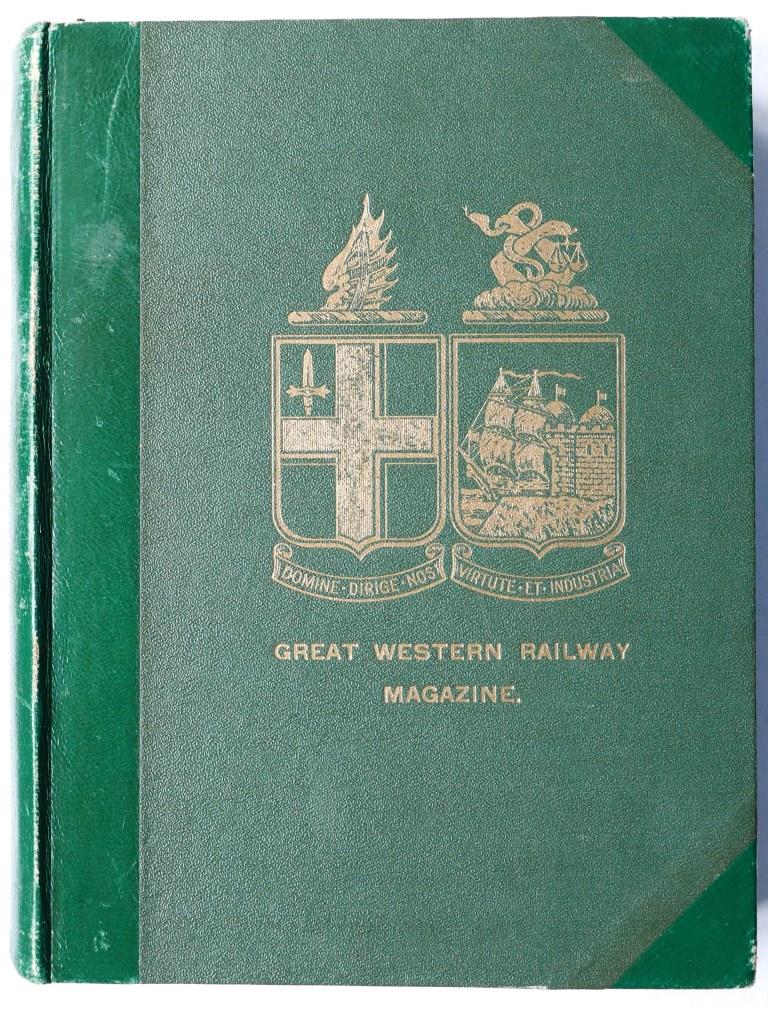 DOMINE·DIRIGE·NOS
VIRTUTE·ET·INDUSTRIA
GREAT WESTERN RAILWAY
MAGAZINE.